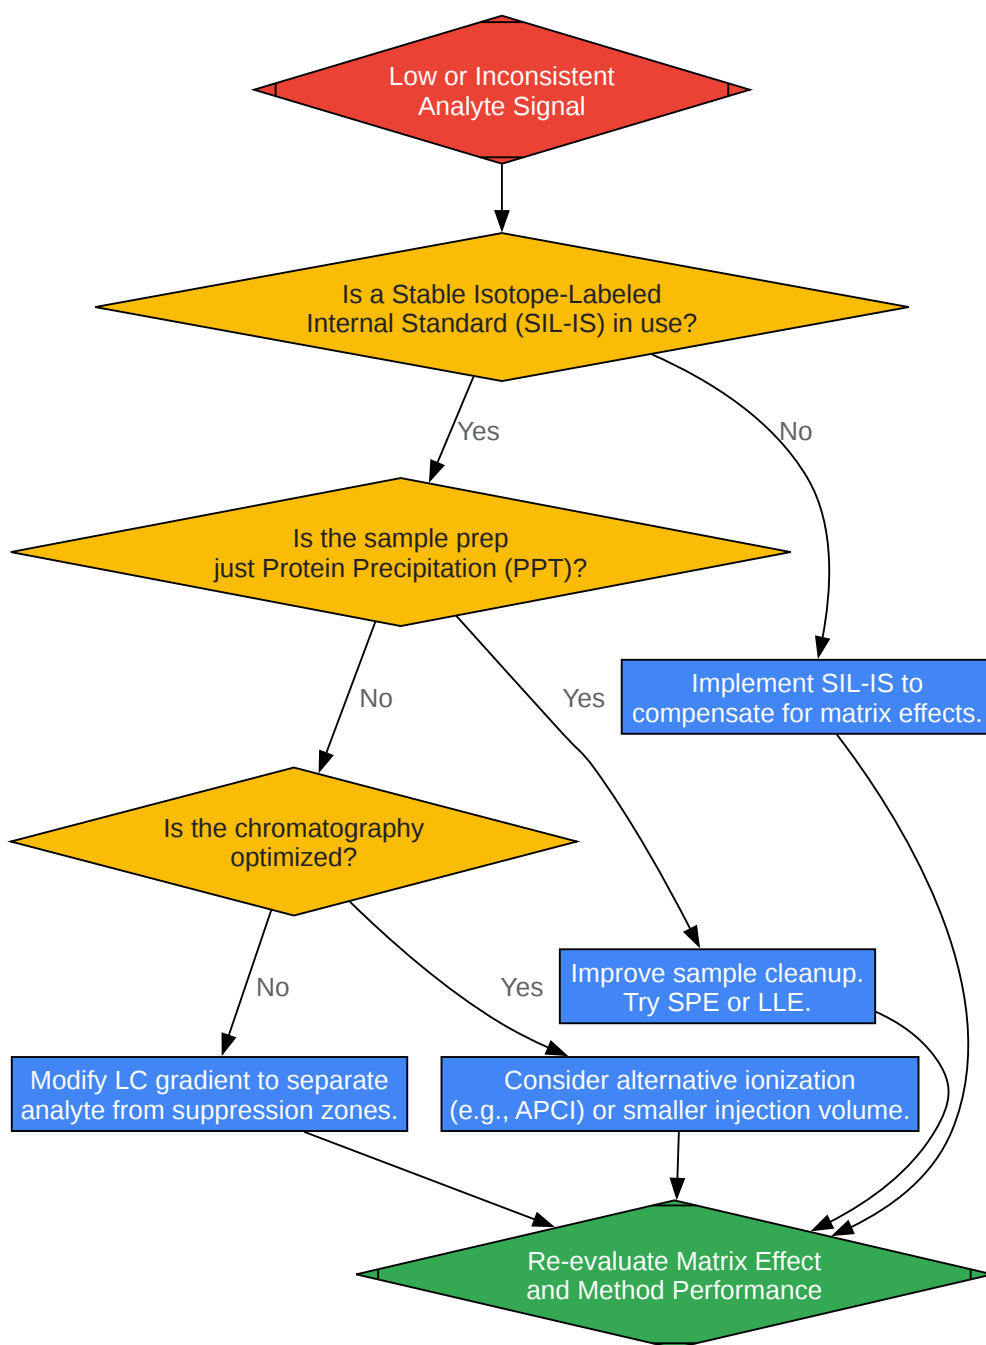 Low or Inconsistent
Analyte Signal
Is a Stable Isotope-Labeled
Internal Standard (SIL-IS) in use?
Yes
No
Is the sample prep
just Protein Precipitation (PPT)?
Implement SIL-IS to
compensate for matrix effects.
No
Yes
Is the chromatography
optimized?
Improve sample cleanup.
Try SPE or LLE.
No
Yes
Modify LC gradient to separate
analyte from suppression zones.
Consider alternative ionization
(e.g., APCI) or smaller injection volume.
Re-evaluate Matrix Effect
and Method Performance